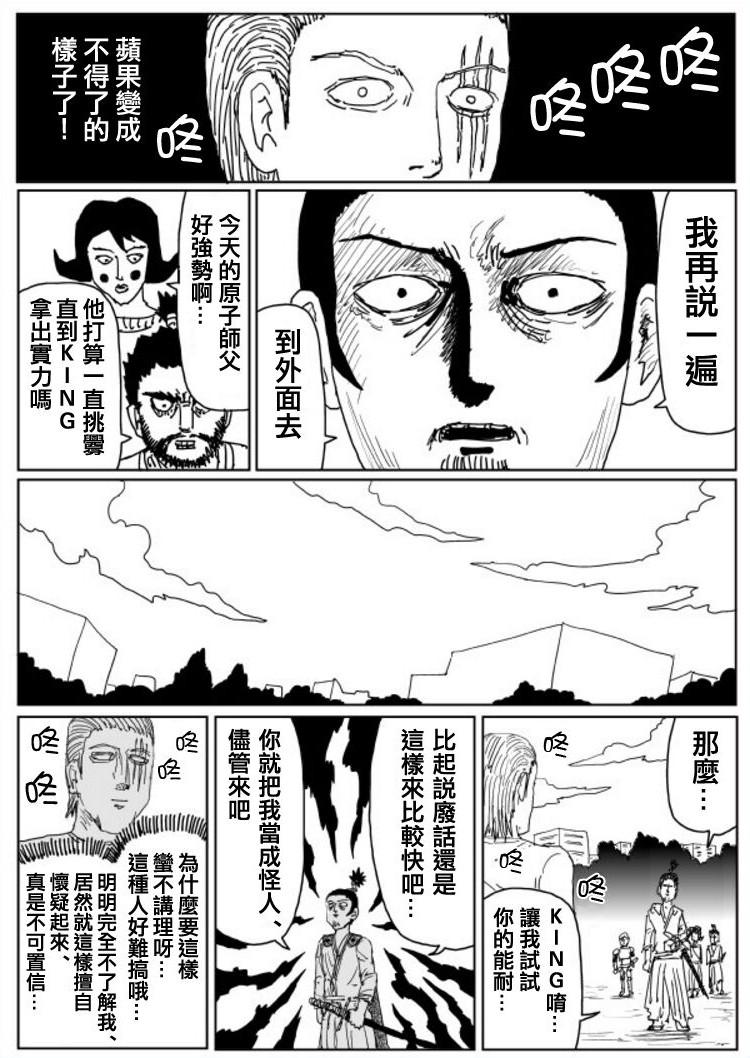 咚
咚
咚
蘋果變成
不得了的
樣子了！
咚
我再說一遍
到外面去
今天的原子師父
好強勢啊…
他打算一直挑釁
直到KING
拿出實力嗎
那麼…
咚
咚
咚
KING唷…
讓我試試
你的能耐…
比起說廢話還是
這樣來比較快吧…
你就把我當成怪人、
儘管來吧
咚
咚
咚
咚
為什麼要這樣
蠻不講理呀…
這種人好難搞哦…
明明完全不了解我、
居然就這樣擅自
懷疑起來、
真是不可置信…